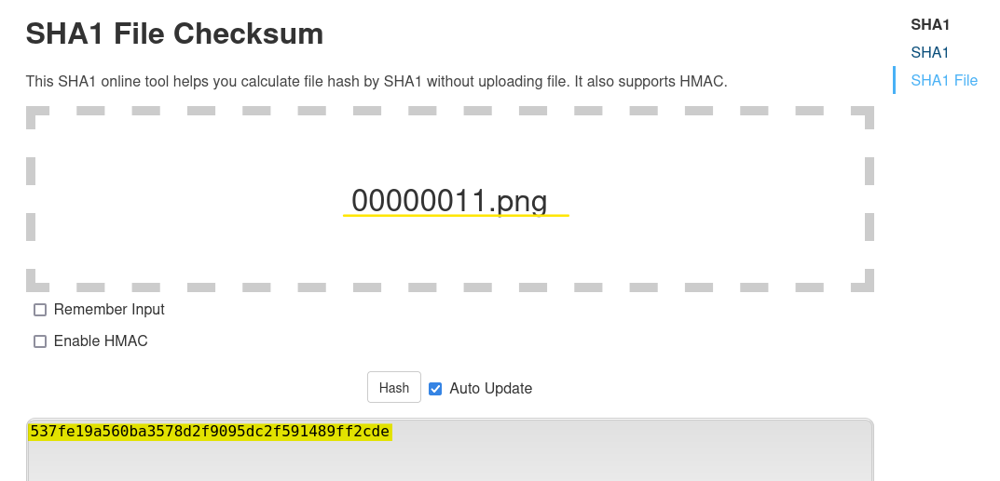 SHA1 File Checksum
This SHA1 online tool helps you calculate file hash by SHA1 without uploading file. It also supports HMAC.
00000011.png
Remember Input
Enable HMAC
Hash
Auto Update
537fe19a560ba3578d2f9095dc2f591489ff2cde
SHA1
SHA1
SHA1 File